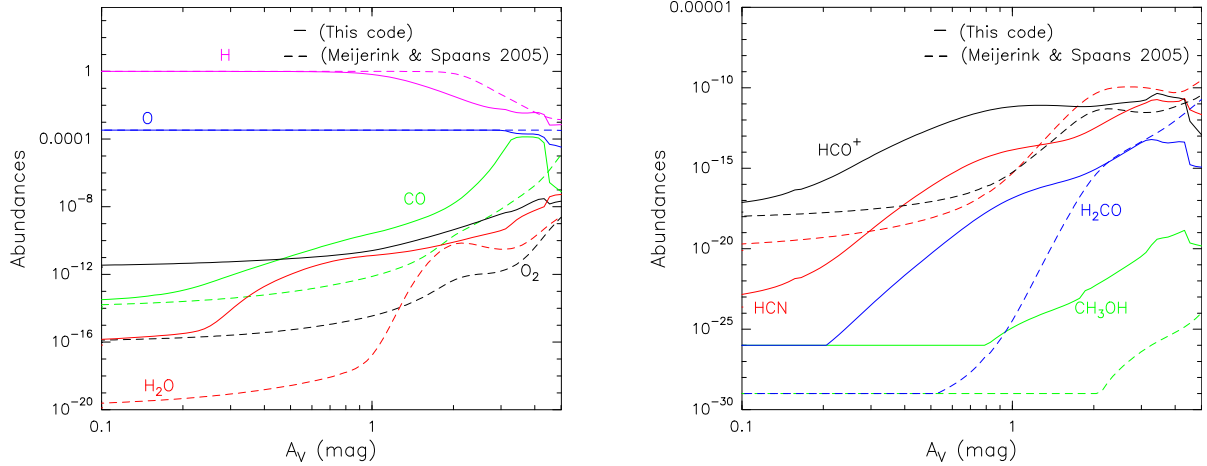 (This code)
(Meijerink & Spaans 2005)
H
1
O
0.0001
CO
10⁻⁸
10⁻¹²
O₂
10⁻¹⁶
H₂O
10⁻²⁰
0.1
1
Abundances
A_V (mag)
0.00001
(This code)
(Meijerink & Spaans 2005)
10⁻¹⁰
HCO⁺
10⁻¹⁵
H₂CO
10⁻²⁰
HCN
CH₃OH
10⁻²⁵
10⁻³⁰
0.1
1
Abundances
A_V (mag)